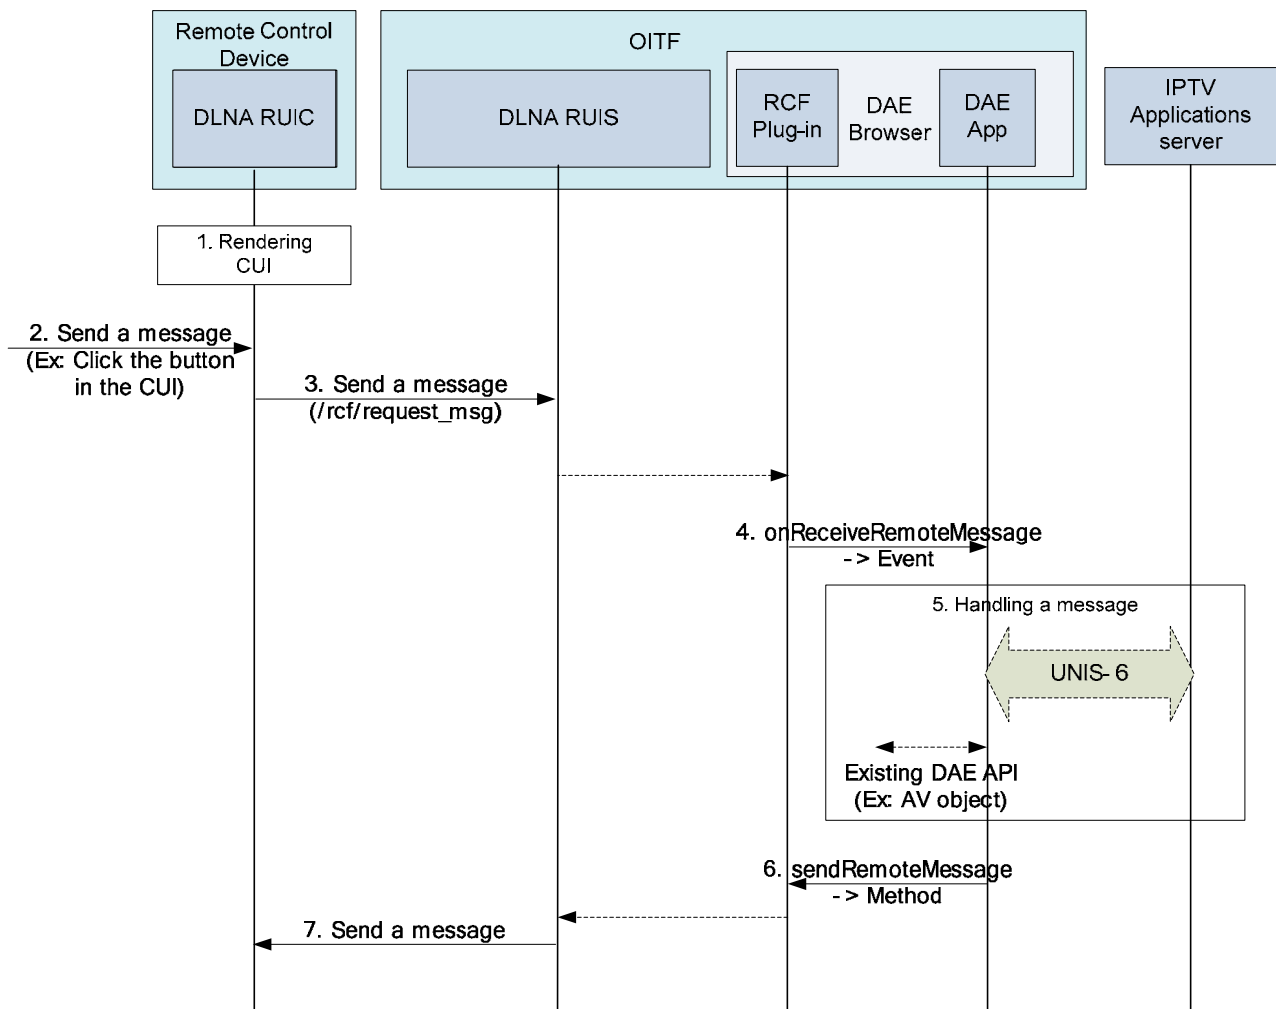 Remote Control
Device
DLNA RUIC
OITF
DLNA RUIS
RCF
Plug-in
DAE
Browser
DAE
App
IPTV
Applications
server
1. Rendering
CUI
2. Send a message
(Ex: Click the button
in the CUI)
3. Send a message
(/rcf/request_msg)
4. onReceiveRemoteMessage
-> Event
5. Handling a message
UNIS- 6
Existing DAE API
(Ex: AV object)
6. sendRemoteMessage
-> Method
7. Send a message